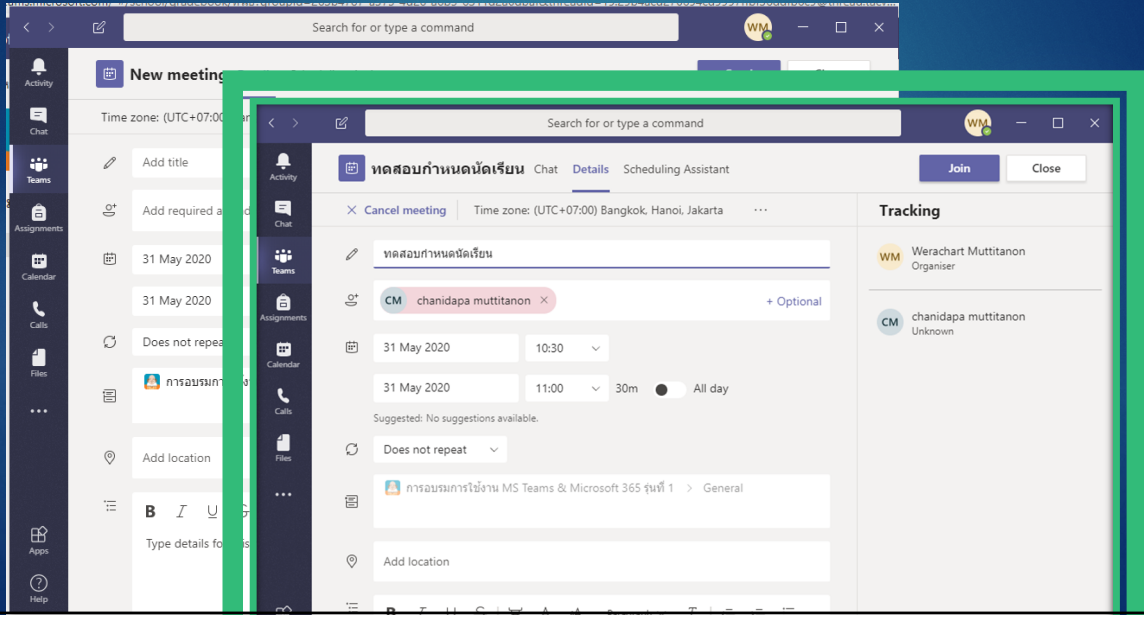 Search for or type a command
WM
Activity
New meeting
Chat
Time zone: (UTC+07:00)
Teams
Add title
Assignments
Add required
Calendar
31 May 2020
31 May 2020
Calls
Does not repea
Files
Add location
B I U
Type details fo
Apps
Help
Search for or type a command
WM
Activity
ทดสอบกำหนดนัดเรียน Chat Details Scheduling Assistant
Join Close
Chat
Cancel meeting Time zone: (UTC+07:00) Bangkok, Hanoi, Jakarta
Tracking
Teams
ทดสอบกำหนดนัดเรียน
WM Werachart Muttitanon
Organiser
Assignments
CM chanidapa muttitanon
+ Optional
CM chanidapa muttitanon
Unknown
Calendar
31 May 2020 10:30
31 May 2020 11:00 30m All day
Calls
Suggested: No suggestions available.
Files
Does not repeat
การอบรมการใช้งาน MS Teams & Microsoft 365 รุ่นที่ 1 > General
Add location